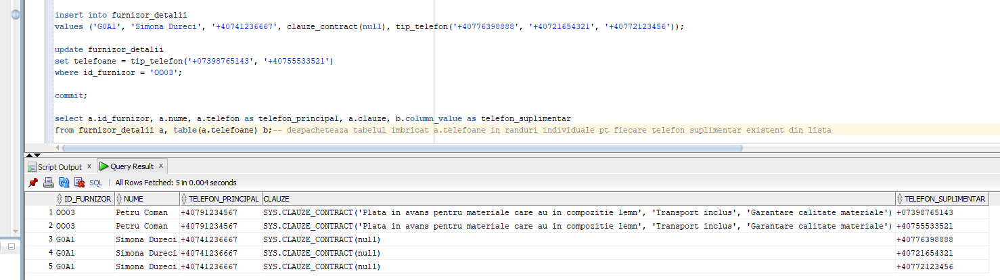 insert into furnizor_detalii
values ('G0A1', 'Simona Dureci', '+40741236667', clauze_contract(null), tip_telefon('+40776398888', '+40721654321', '+40772123456'));
update furnizor_detalii
set telefoane = tip_telefon('+07398765143', '+40755533521')
where id_furnizor = 'OO03';
commit;
select a.id_furnizor, a.nume, a.telefon as telefon_principal, a.clauze, b.column_value as telefon_suplimentar
from furnizor_detalii a, table(a.telefoane) b;-- despacheteaza tabelul imbricat a.telefoane in randuri individuale pt fiecare telefon suplimentar existent din lista
Script Output x Query Result x
SQL | All Rows Fetched: 5 in 0.004 seconds
ID_FURNIZOR NUME TELEFON_PRINCIPAL CLAUZE TELEFON_SUPLIMENTAR
1 OO03 Petru Coman +40791234567 SYS.CLAUZE_CONTRACT('Plata in avans pentru materiale care au in compozitie lemn', 'Transport inclus', 'Garantare calitate materiale') +07398765143
2 OO03 Petru Coman +40791234567 SYS.CLAUZE_CONTRACT('Plata in avans pentru materiale care au in compozitie lemn', 'Transport inclus', 'Garantare calitate materiale') +40755533521
3 G0A1 Simona Dureci +40741236667 SYS.CLAUZE_CONTRACT(null) +40776398888
4 G0A1 Simona Dureci +40741236667 SYS.CLAUZE_CONTRACT(null) +40721654321
5 G0A1 Simona Dureci +40741236667 SYS.CLAUZE_CONTRACT(null) +40772123456